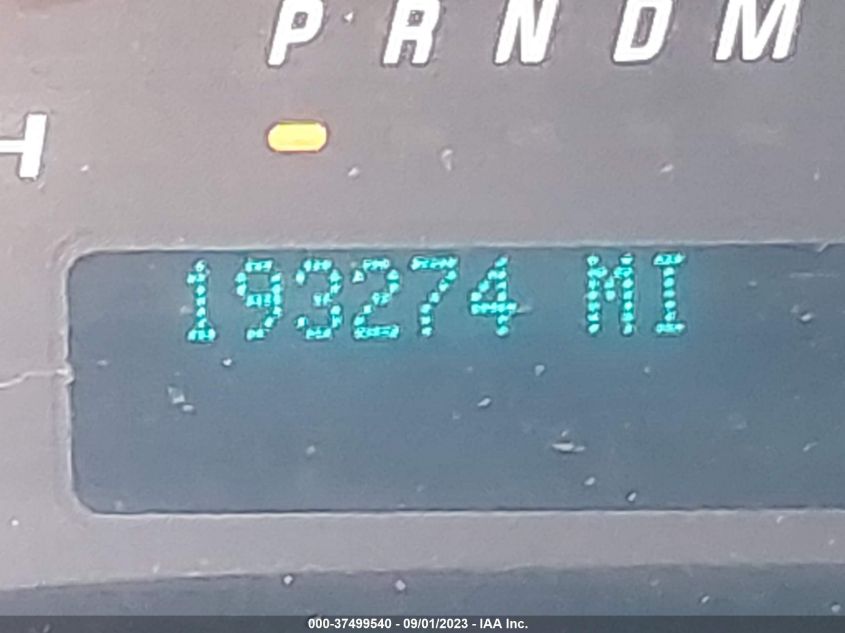 P R N D M
H
193274 MI
000-37499540 - 09/01/2023 - IAA Inc.